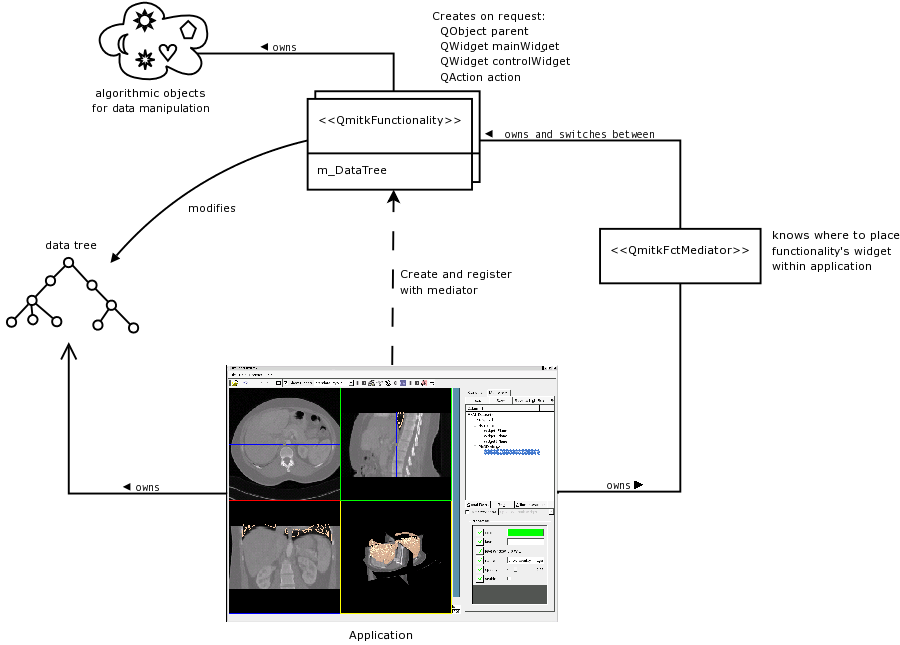 Creates on request:
QObject parent
QWidget mainWidget
QWidget controlWidget
QAction action
owns
algorithmic objects
for data manipulation
<<QmitkFunctionality>>
owns and switches between
m_DataTree
modifies
data tree
<<QmitkFctMediator>>
knows where to place
functionality's widget
within application
Create and register
with mediator
owns
owns
Application